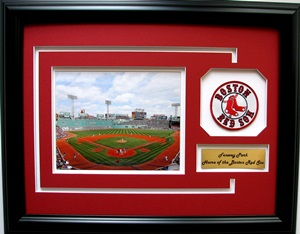 BOSTON
RED SOX
Fenway Park
Home of the Boston Red Sox